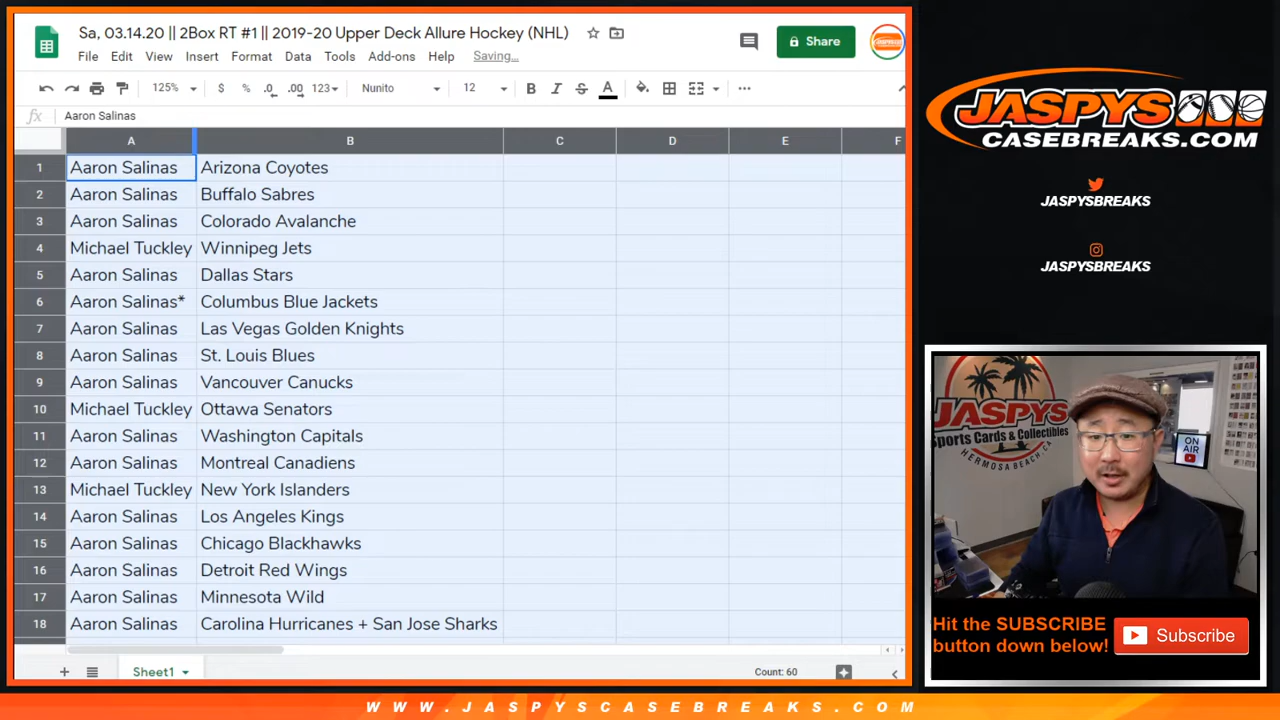 Sa, 03.14.20 || 2Box RT #1 || 2019-20 Upper Deck Allure Hockey (NHL)
File Edit View Insert Format Data Tools Add-ons Help Saving...
Share
125% $ % .0 .00 123 Nunito 12 B I S A
fx Aaron Salinas
A B C D E F
1 Aaron Salinas Arizona Coyotes
2 Aaron Salinas Buffalo Sabres
3 Aaron Salinas Colorado Avalanche
4 Michael Tuckley Winnipeg Jets
5 Aaron Salinas Dallas Stars
6 Aaron Salinas* Columbus Blue Jackets
7 Aaron Salinas Las Vegas Golden Knights
8 Aaron Salinas St. Louis Blues
9 Aaron Salinas Vancouver Canucks
10 Michael Tuckley Ottawa Senators
11 Aaron Salinas Washington Capitals
12 Aaron Salinas Montreal Canadiens
13 Michael Tuckley New York Islanders
14 Aaron Salinas Los Angeles Kings
15 Aaron Salinas Chicago Blackhawks
16 Aaron Salinas Detroit Red Wings
17 Aaron Salinas Minnesota Wild
18 Aaron Salinas Carolina Hurricanes + San Jose Sharks
Sheet1
Count: 60
JASPYS
CASEBREAKS.COM
JASPYSBREAKS
JASPYSBREAKS
JASPYS
Sports Cards & Collectibles
HERMOSA BEACH, CA
ON
AIR
Hit the SUBSCRIBE
button down below!
Subscribe
WWW.JASPYSCASEBREAKS.COM